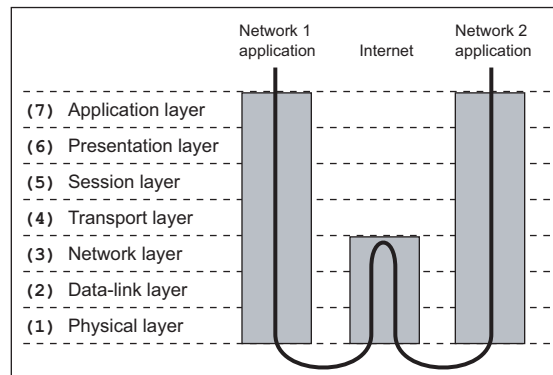 Network 1
application
Internet
Network 2
application
(7) Application layer
(6) Presentation layer
(5) Session layer
(4) Transport layer
(3) Network layer
(2) Data-link layer
(1) Physical layer